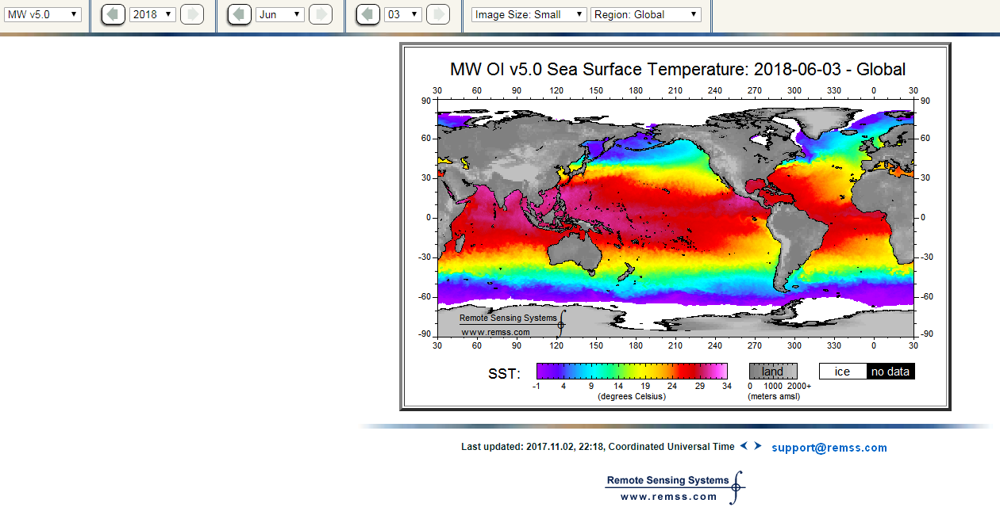 MW v5.0 2018 Jun 03 Image Size: Small Region: Global
MW OI v5.0 Sea Surface Temperature: 2018-06-03 - Global
30 60 90 120 150 180 210 240 270 300 330 0 30
90 90
60 60
30 30
0 0
-30 -30
-60 -60
-90 -90
Remote Sensing Systems
www.remss.com
30 60 90 120 150 180 210 240 270 300 330 0 30
SST: land ice no data
-1 4 9 14 19 24 29 34 0 1000 2000+
(degrees Celsius) (meters amsl)
Last updated: 2017.11.02, 22:18, Coordinated Universal Time support@remss.com
Remote Sensing Systems
www.remss.com